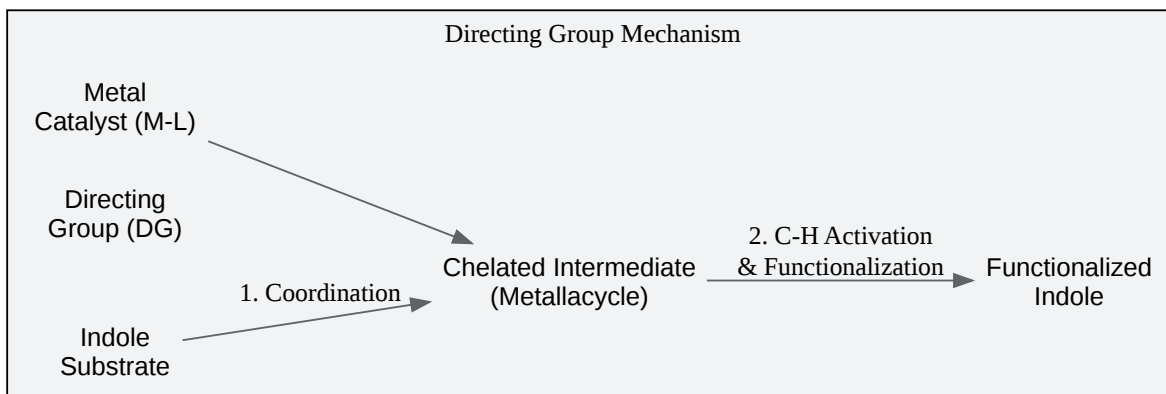 Directing Group Mechanism
Metal
Catalyst (M-L)
Directing
Group (DG)
1. Coordination
Indole
Substrate
Chelated Intermediate
(Metallacycle)
2. C-H Activation
& Functionalization
Functionalized
Indole